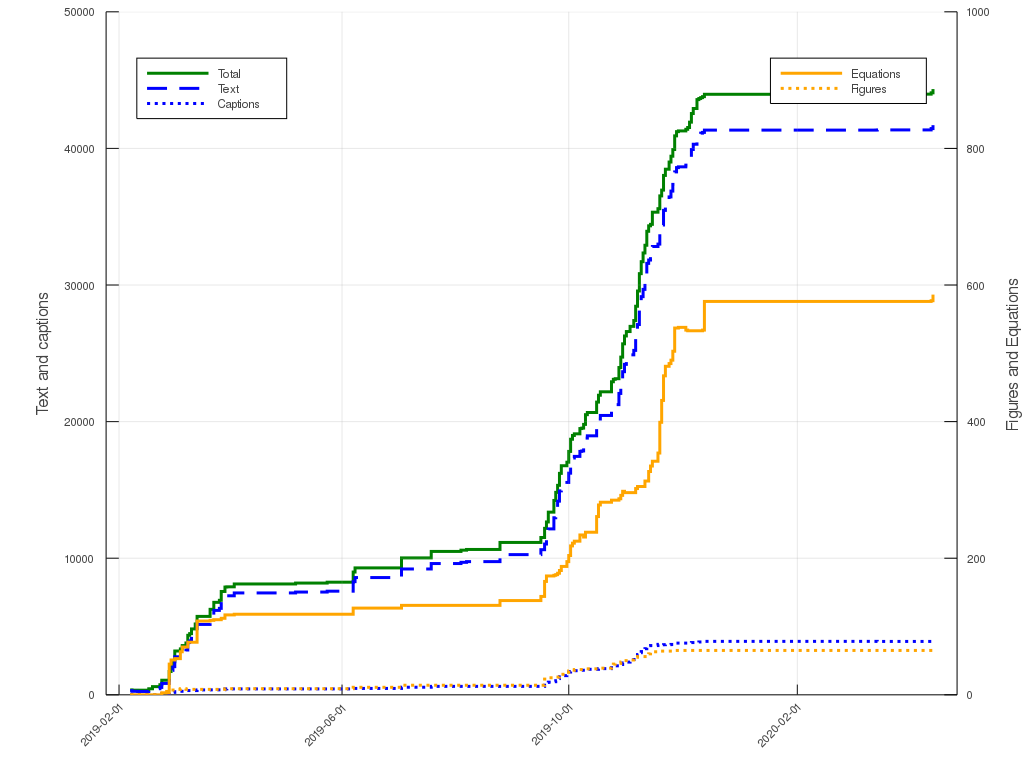 50000
40000
30000
20000
10000
0
1000
800
600
400
200
0
Text and captions
Figures and Equations
Total
Text
Captions
Equations
Figures
2019-02-01
2019-06-01
2019-10-01
2020-02-01